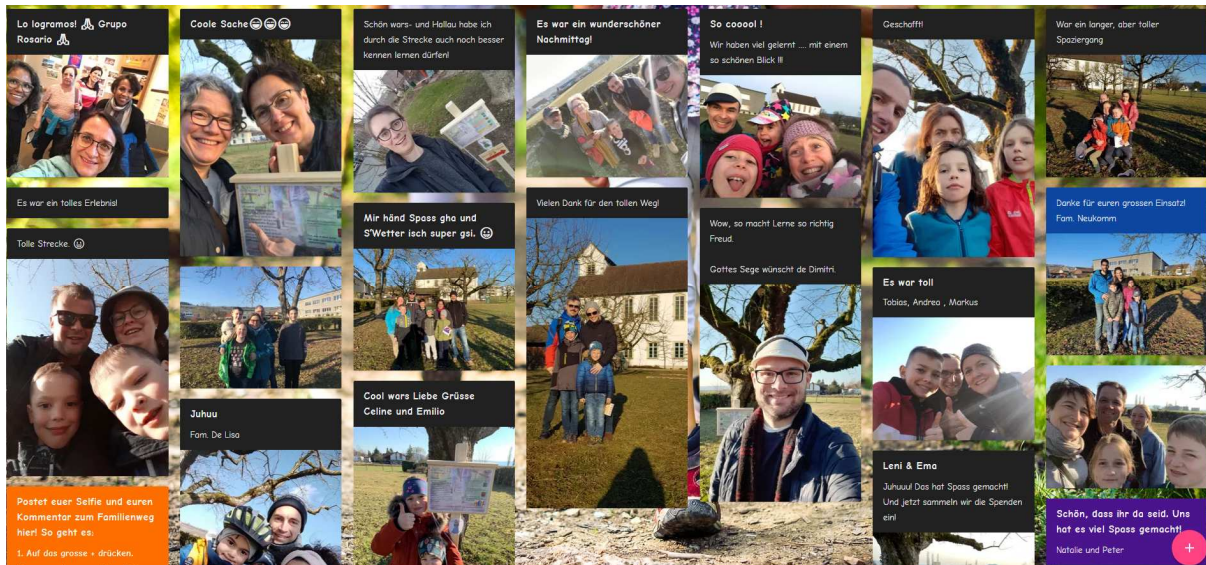 Lo logramos! 🙏 Grupo
Rosario 🙏
Es war ein tolles Erlebnis!
Tolle Strecke. 😀
Postet euer Selfie und euren
Kommentar zum Familienweg
hier! So geht es:
1. Auf das grosse + drücken.
Coole Sache😂😂😂
Juhuu
Fam. De Lisa
Schön wars- und Hallau habe ich
durch die Strecke auch noch besser
kennen lernen dürfen!
Mir händ Spass gha und
S'Wetter isch super gsi. 😀
Cool wars Liebe Grüsse
Celine und Emilio
Es war ein wunderschöner
Nachmittag!
Vielen Dank für den tollen Weg!
So cooool !
Wir haben viel gelernt .... mit einem
so schönen Blick !!!
Wow, so macht Lerne so richtig
Freud.
Gottes Sege wünscht de Dimitri.
Geschafft!
Es war toll
Tobias, Andrea , Markus
Leni & Ema
Juhuuu! Das hat Spass gemacht!
Und jetzt sammeln wir die Spenden
ein!
War ein langer, aber toller
Spaziergang
Danke für euren grossen Einsatz!
Fam. Neukomm
Schön, dass ihr da seid. Uns
hat es viel Spass gemacht!
Natalie und Peter
+